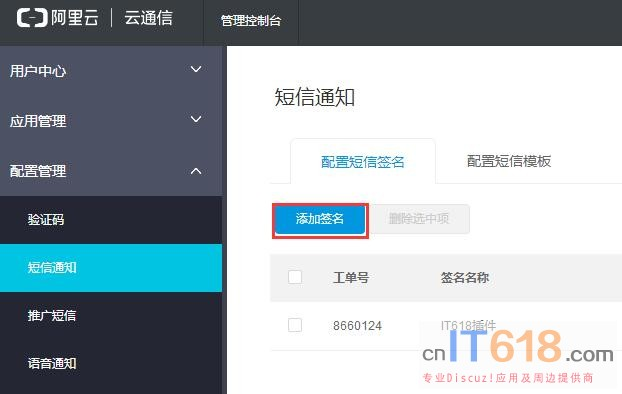 阿里云 云通信 管理控制台
用户中心
应用管理
配置管理
验证码
短信通知
推广短信
语音通知
短信通知
配置短信签名 配置短信模板
添加签名 删除选中项
工单号 签名名称
8660124 IT618插件
cnIT618.com
专业Discuz!应用及周边提供商